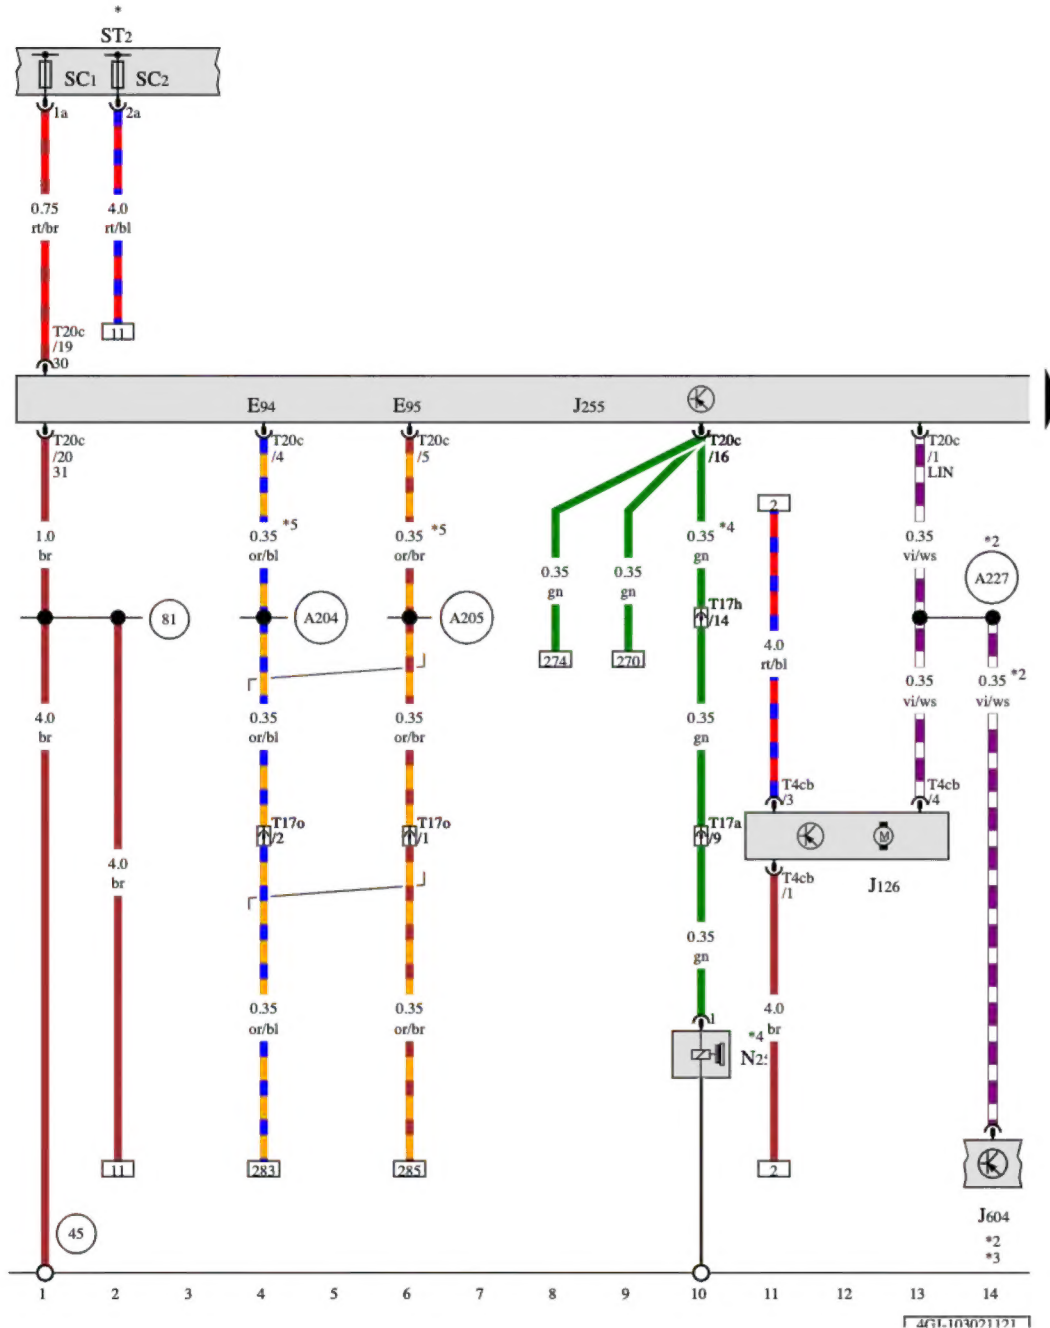 *
ST2
SC1 SC2
1a 2a
0.75 4.0
rt/br rt/bl
T20c 11
/19
30
E94 E95 J255
T20c T20c T20c T20c T20c
/20 /4 /5 /16 /1
31 LIN
2
*5 *5 *4 *2
1.0 0.35 0.35 0.35 0.35
br or/bl or/br gn vi/ws
0.35 0.35 A227
gn gn
T17h
81 A204 A205 /14
274 270 4.0
rt/bl
0.35 0.35 *2
vi/ws vi/ws
4.0 0.35 0.35 0.35
br or/bl or/br gn
T4cb T4cb
/3 /4
T17o T17o T17a
/2 /1 /9
M
4.0
br
T4cb J126
/1
0.35
gn
0.35 0.35 1 4.0
or/bl or/br br
*4
11 283 285 2
J604
45 *2
*3
1 2 3 4 5 6 7 8 9 10 11 12 13 14
4GJ-103021121